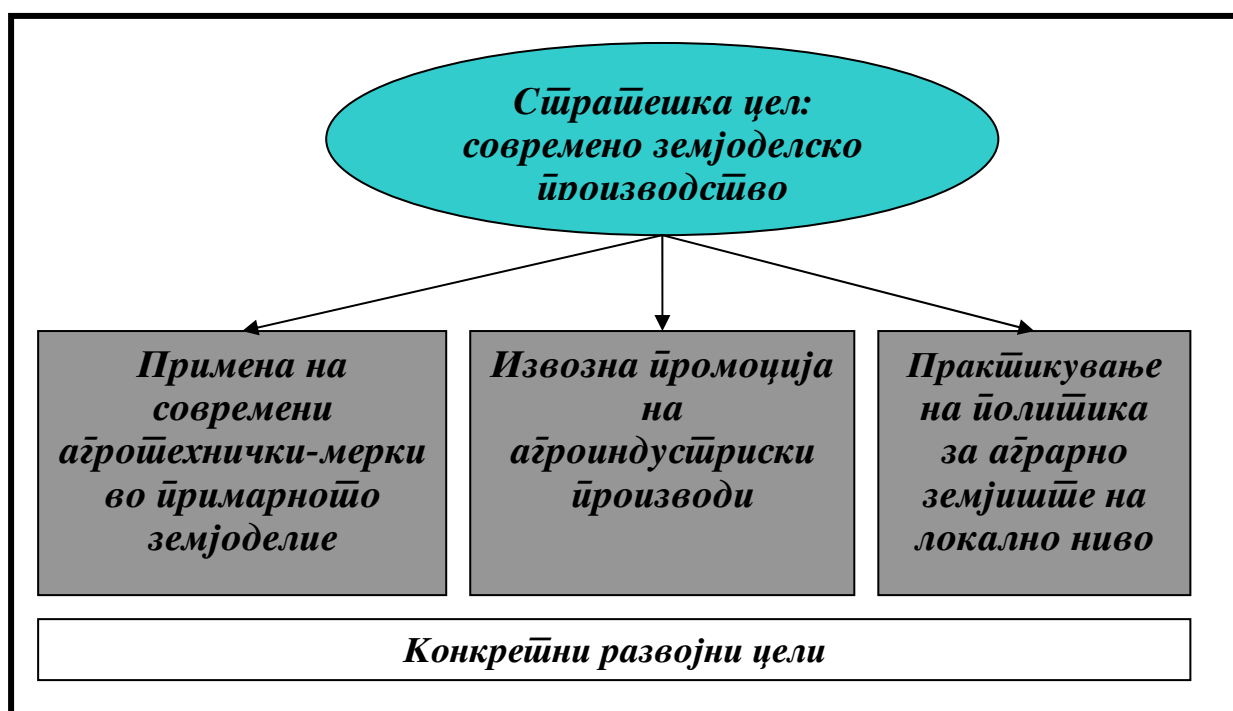 Стратешка цел:
современо земјоделско
производство
Примена на
современи
агротехнички-мерки
во примарното
земјоделие
Извозна промоција
на
агроиндустриски
производи
Практикување
на политика
за аграрно
земјиште на
локално ниво
Конкретни развојни цели